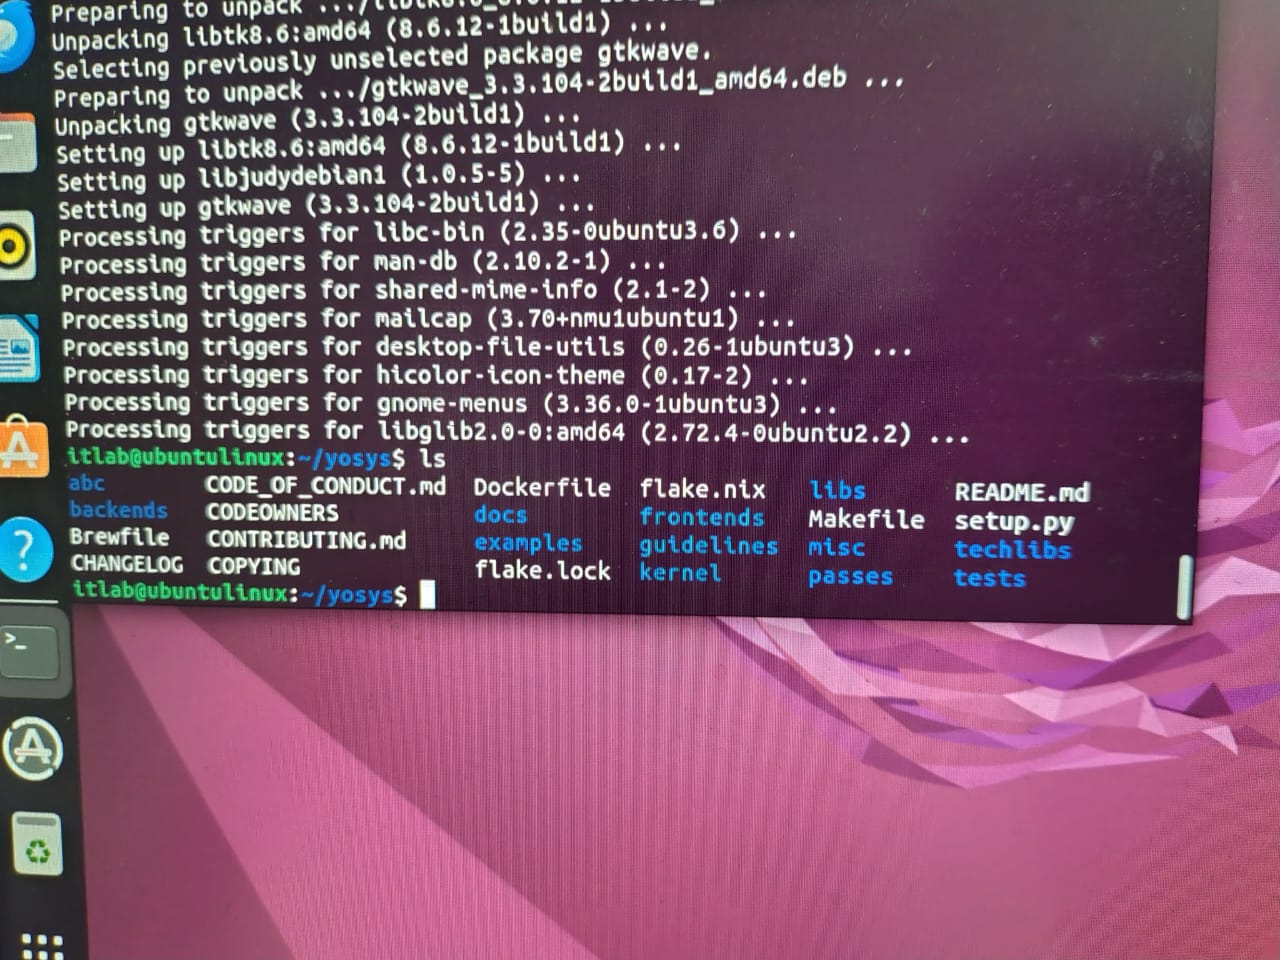 Preparing to unpack
Unpacking libtk8.6:amd64 (8.6.12-1build1) ...
Selecting previously unselected package gtkwave.
Preparing to unpack .../gtkwave_3.3.104-2build1_amd64.deb ...
Unpacking gtkwave (3.3.104-2build1) ...
Setting up libtk8.6:amd64 (8.6.12-1build1) ...
Setting up libjudydebian1 (1.0.5-5) ...
Setting up gtkwave (3.3.104-2build1) ...
Processing triggers for libc-bin (2.35-0ubuntu3.6) ...
Processing triggers for man-db (2.10.2-1) ...
Processing triggers for shared-mime-info (2.1-2) ...
Processing triggers for mailcap (3.70+nmu1ubuntu1) ...
Processing triggers for desktop-file-utils (0.26-1ubuntu3) ...
Processing triggers for hicolor-icon-theme (0.17-2) ...
Processing triggers for gnome-menus (3.36.0-1ubuntu3) ...
Processing triggers for libglib2.0-0:amd64 (2.72.4-0ubuntu2.2) ...
itlab@ubuntulinux:~/yosys$ ls
abc CODE_OF_CONDUCT.md Dockerfile flake.nix libs README.md
backends CODEOWNERS docs frontends Makefile setup.py
Brewfile CONTRIBUTING.md examples guidelines misc techlibs
CHANGELOG COPYING flake.lock kernel passes tests
itlab@ubuntulinux:~/yosys$